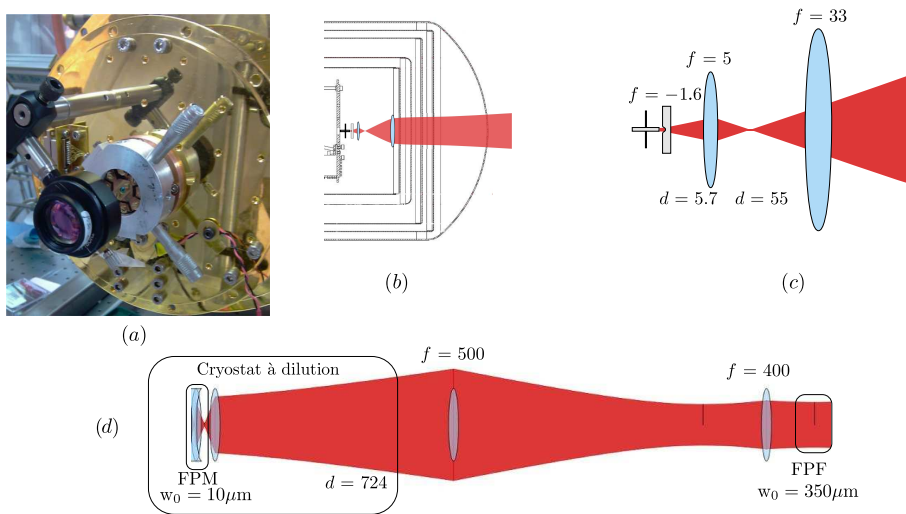 f = 33
f = 5
f = −1.6
d = 5.7
d = 55
(a)
(b)
(c)
Cryostat à dilution
f = 500
f = 400
(d)
FPM
w₀ = 10μm
d = 724
FPF
w₀ = 350μm